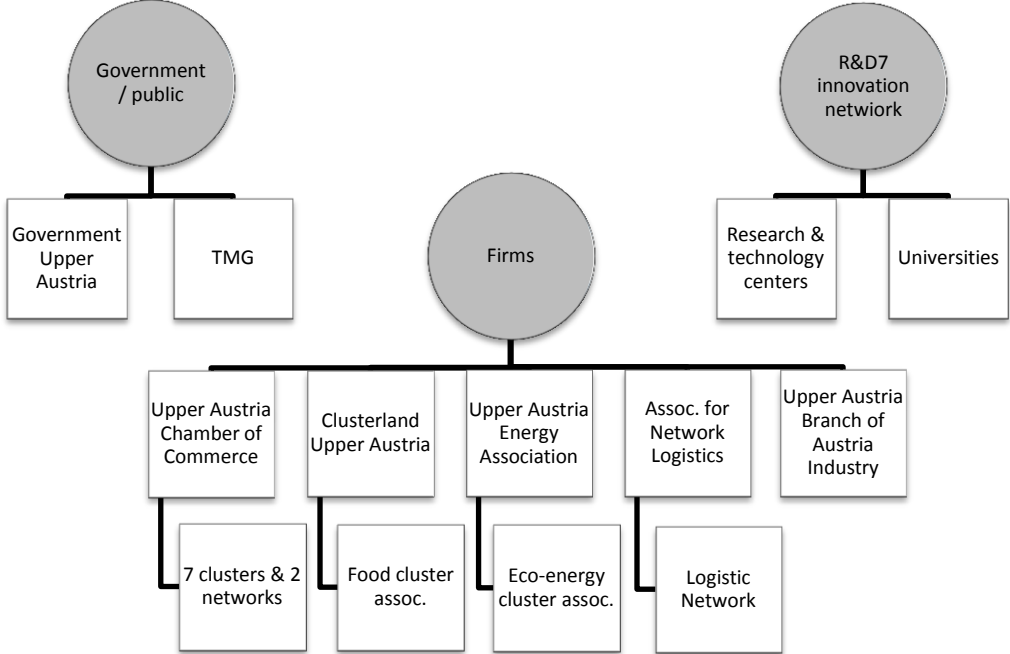 Government
/ public
R&D7
innovation
netwiork
Government
Upper
Austria
TMG
Firms
Research &
technology
centers
Universities
Upper Austria
Chamber of
Commerce
Clusterland
Upper Austria
Upper Austria
Energy
Association
Assoc. for
Network
Logistics
Upper Austria
Branch of
Austria
Industry
7 clusters & 2
networks
Food cluster
assoc.
Eco-energy
cluster assoc.
Logistic
Network